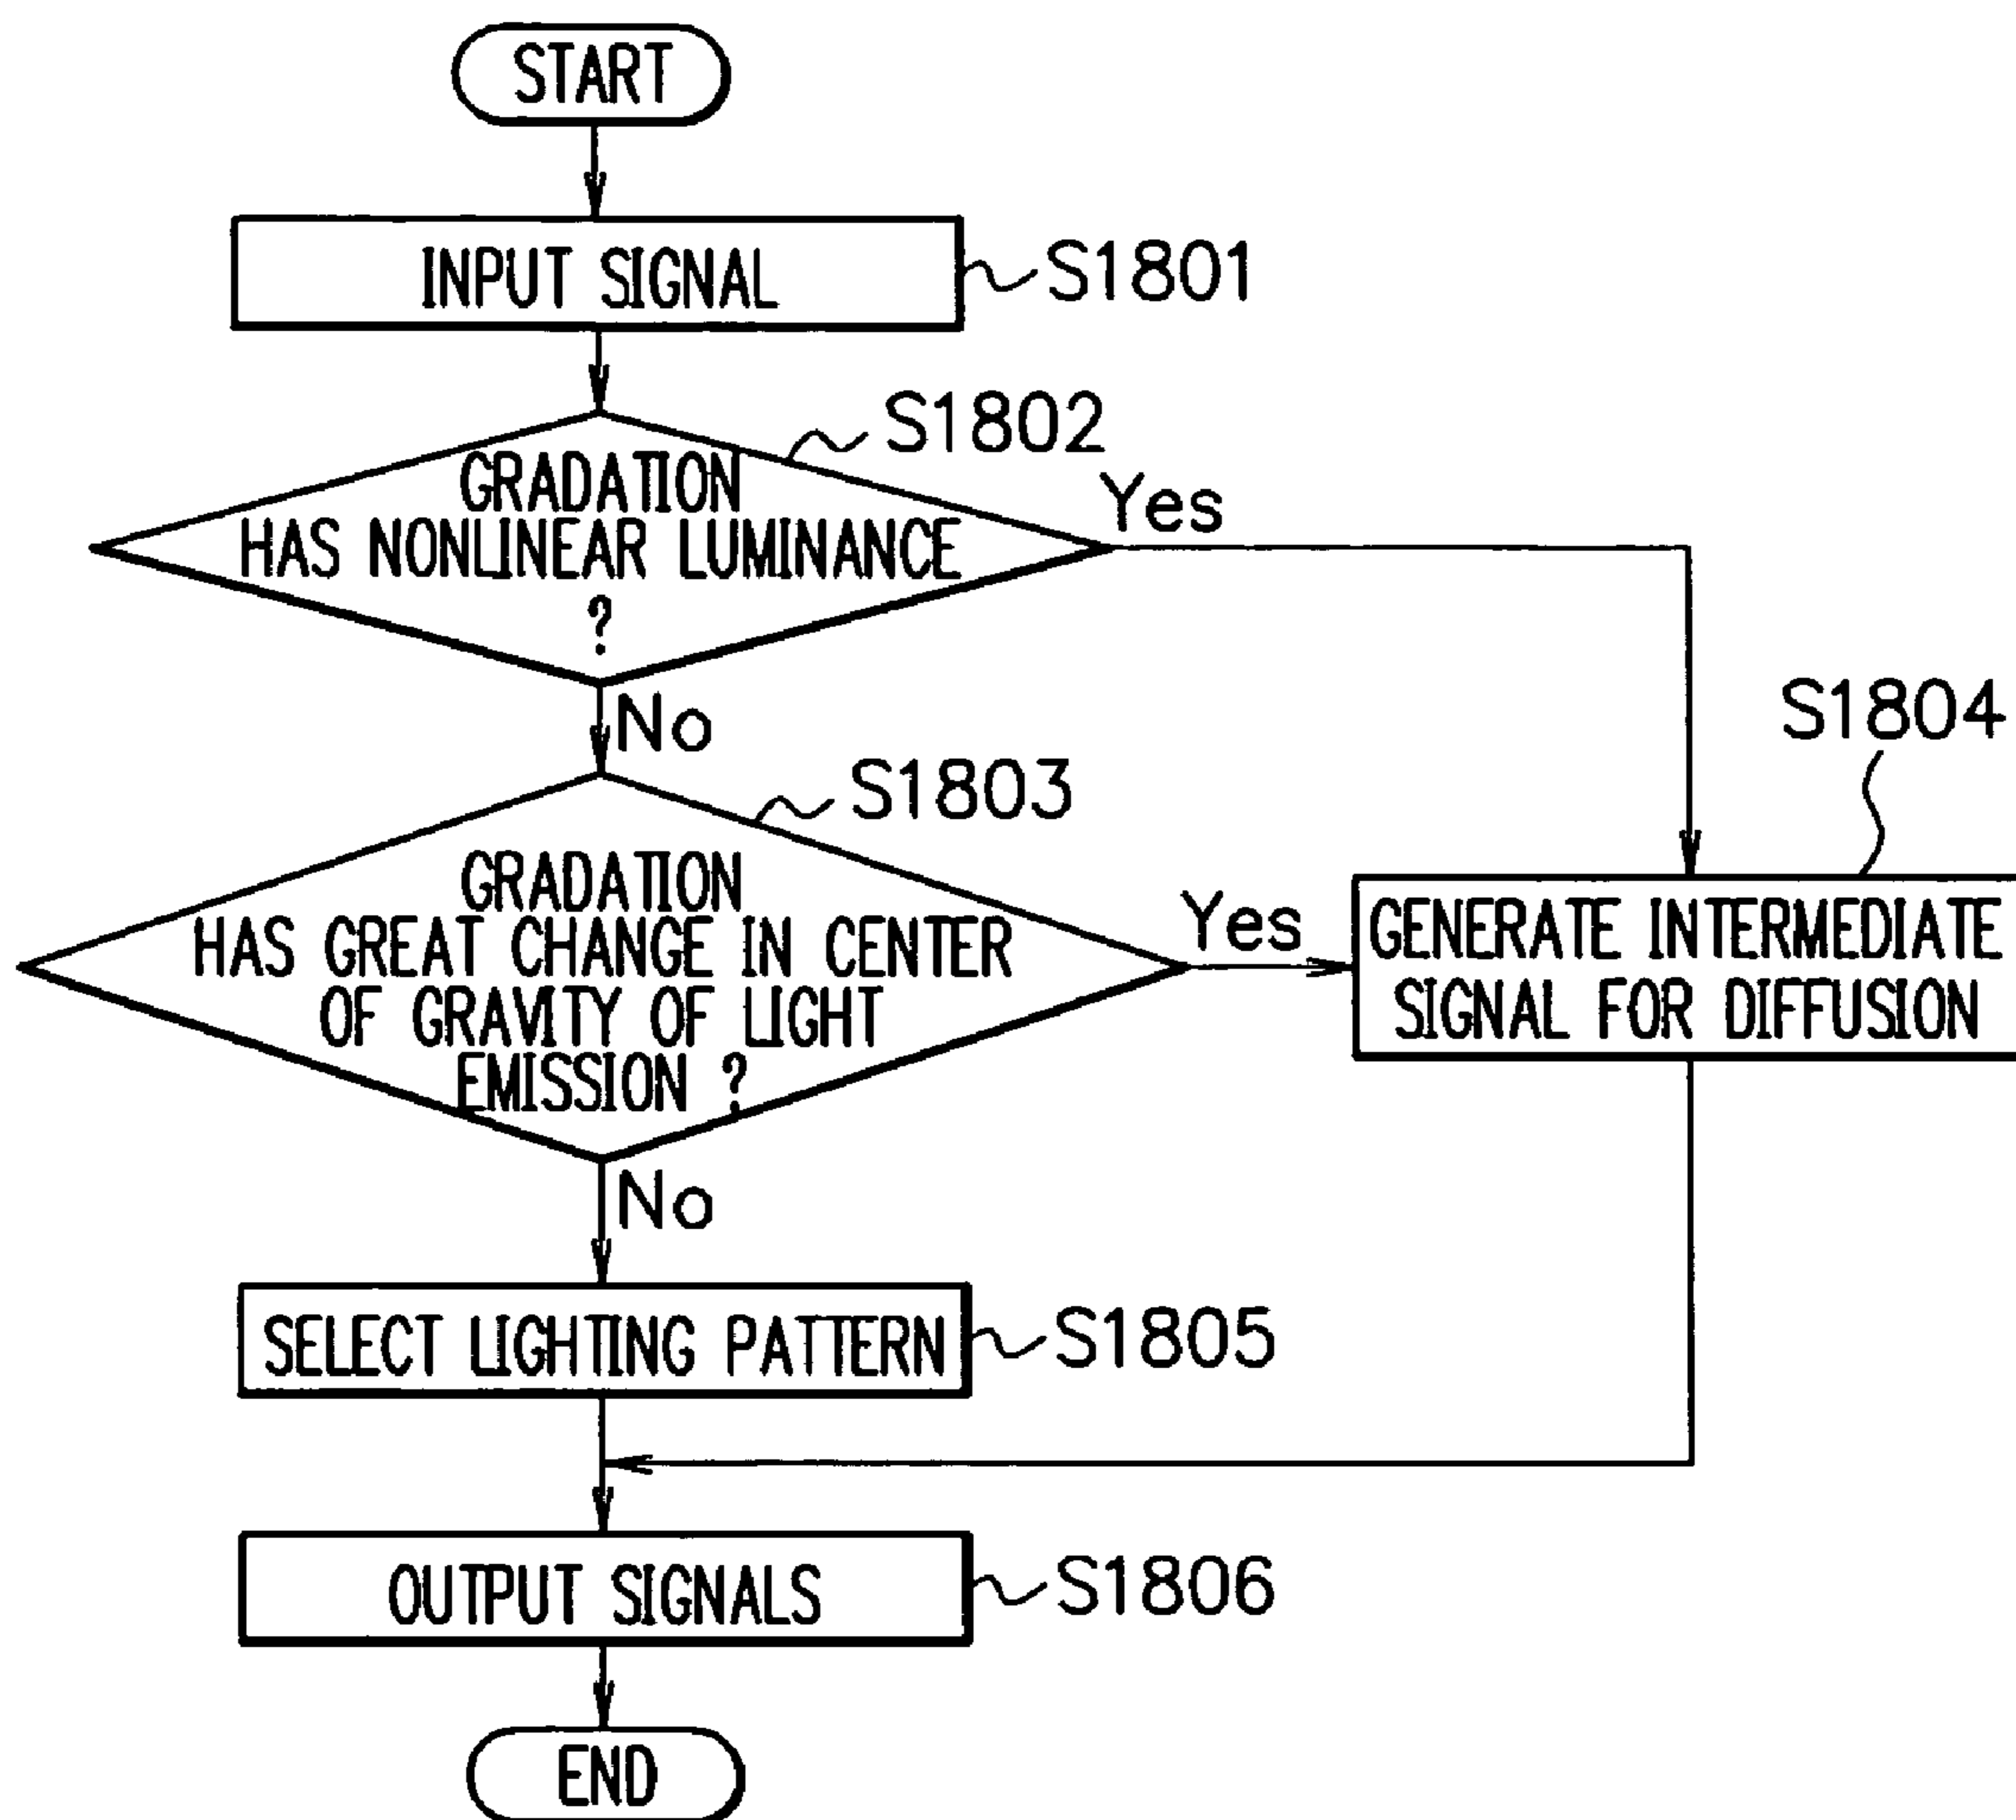 START
INPUT SIGNAL
S1801
S1802
GRADATION
HAS NONLINEAR LUMINANCE
?
Yes
No
S1803
GRADATION
HAS GREAT CHANGE IN CENTER
OF GRAVITY OF LIGHT
EMISSION ?
Yes
S1804
GENERATE INTERMEDIATE
SIGNAL FOR DIFFUSION
No
SELECT LIGHTING PATTERN
S1805
OUTPUT SIGNALS
S1806
END